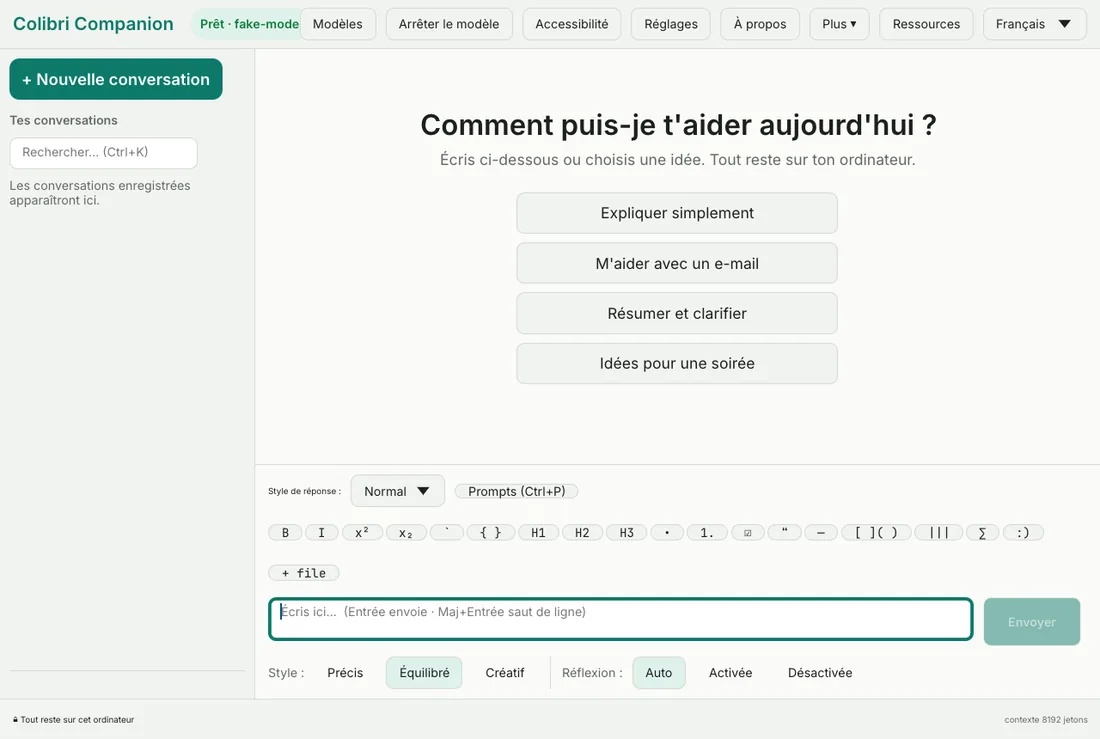 Colibri Companion
Prêt · fake-mode
Modèles
Arrêter le modèle
Accessibilité
Réglages
À propos
Plus ▾
Ressources
Français ▼
+ Nouvelle conversation
Tes conversations
Rechercher... (Ctrl+K)
Les conversations enregistrées
apparaîtront ici.
Comment puis-je t'aider aujourd'hui ?
Écris ci-dessous ou choisis une idée. Tout reste sur ton ordinateur.
Expliquer simplement
M'aider avec un e-mail
Résumer et clarifier
Idées pour une soirée
Style de réponse :
Normal ▼
Prompts (Ctrl+P)
B I x² x₂ ` { } H1 H2 H3 • 1. ☑ “ — [ ]( ) ||| ∑ :)
+ file
Écris ici... (Entrée envoie · Maj+Entrée saut de ligne)
Envoyer
Style :
Précis
Équilibré
Créatif
Réflexion :
Auto
Activée
Désactivée
Tout reste sur cet ordinateur
contexte 8192 jetons